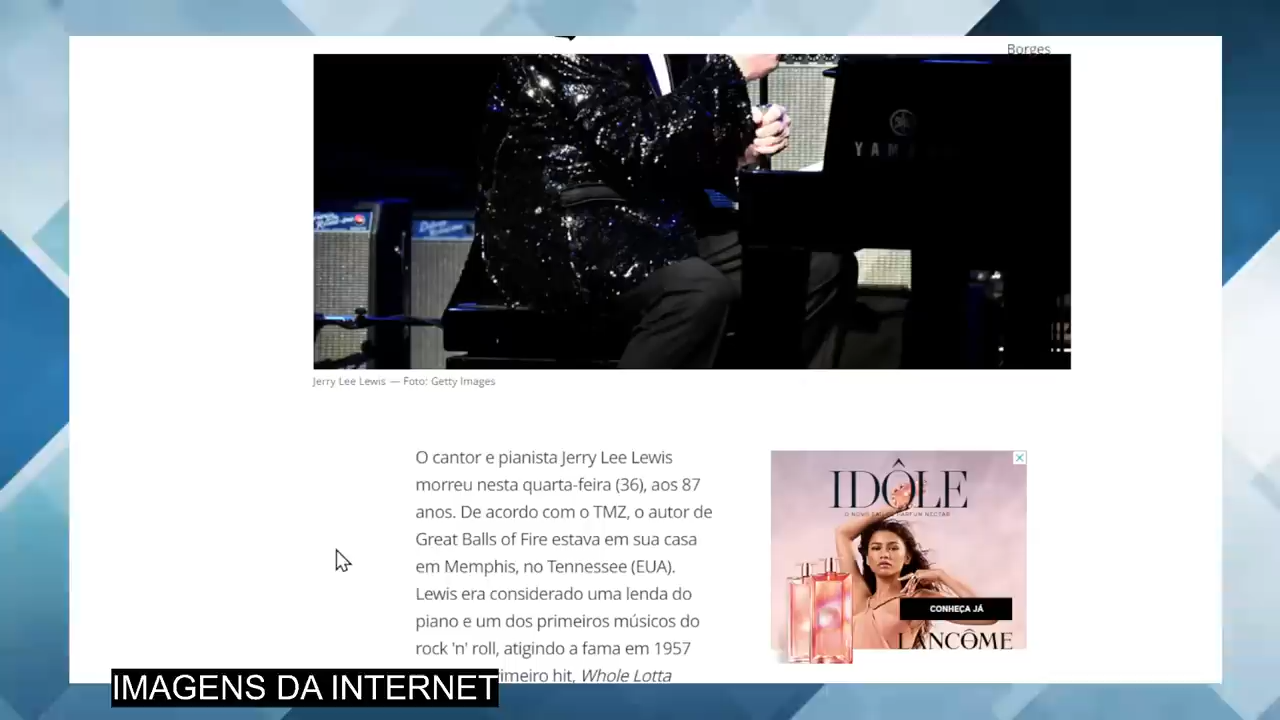 Borges
YAM
Jerry Lee Lewis — Foto: Getty Images
O cantor e pianista Jerry Lee Lewis
morreu nesta quarta-feira (36), aos 87
anos. De acordo com o TMZ, o autor de
Great Balls of Fire estava em sua casa
em Memphis, no Tennessee (EUA).
Lewis era considerado uma lenda do
piano e um dos primeiros músicos do
rock 'n' roll, atigindo a fama em 1957
imeiro hit, Whole Lotta
IDÔLE
CONHEÇA JÁ
LANCÔME
IMAGENS DA INTERNET